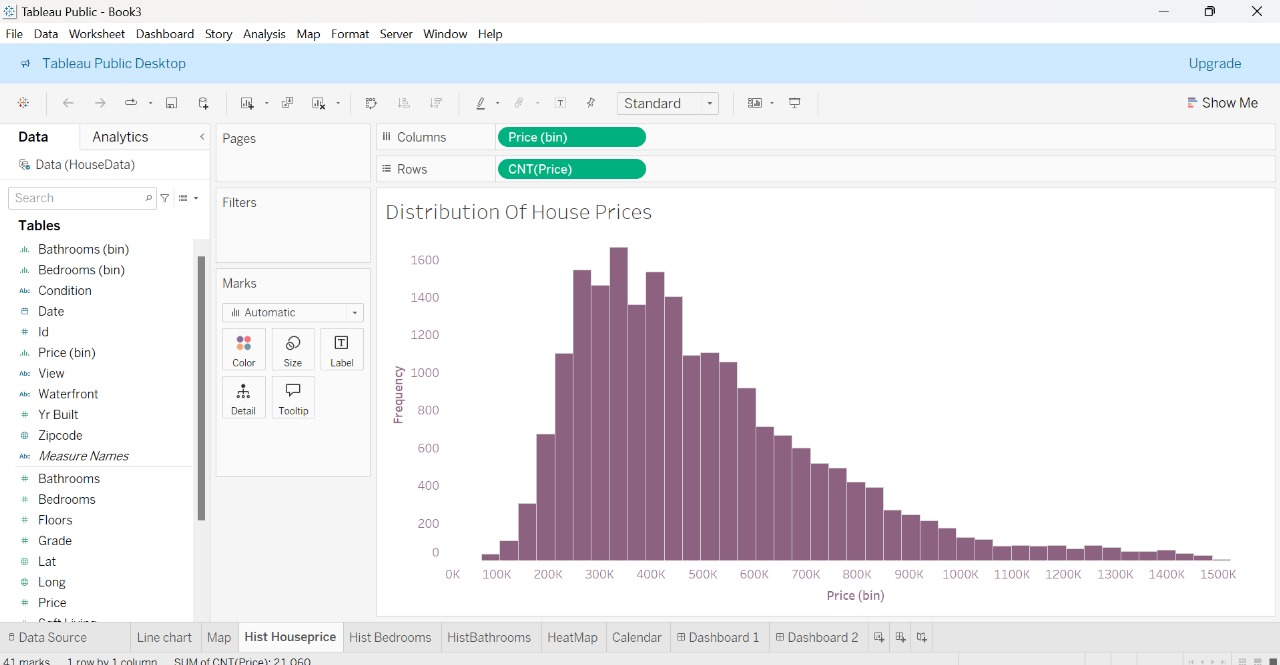 Tableau Public - Book3
File Data Worksheet Dashboard Story Analysis Map Format Server Window Help
Tableau Public Desktop Upgrade
Standard Show Me
Data Analytics
Data (HouseData)
Search
Tables
Abc Bathrooms (bin)
Bedrooms (bin)
Abc Condition
Date
# Id
Price (bin)
Abc View
Abc Waterfront
# Yr Built
Zipcode
Abc Measure Names
# Bathrooms
# Bedrooms
# Floors
# Grade
Lat
Long
# Price
Pages
Filters
Marks
Automatic
Color Size Label
Detail Tooltip
Columns Price (bin)
Rows CNT(Price)
Distribution Of House Prices
1600
1400
1200
1000
800
600
400
200
0
Frequency
0K 100K 200K 300K 400K 500K 600K 700K 800K 900K 1000K 1100K 1200K 1300K 1400K 1500K
Price (bin)
Data Source Line chart Map Hist Houseprice Hist Bedrooms HistBathrooms HeatMap Calendar Dashboard 1 Dashboard 2
41 marks 1 row by 1 column SUM of CNT(Price): 21,060